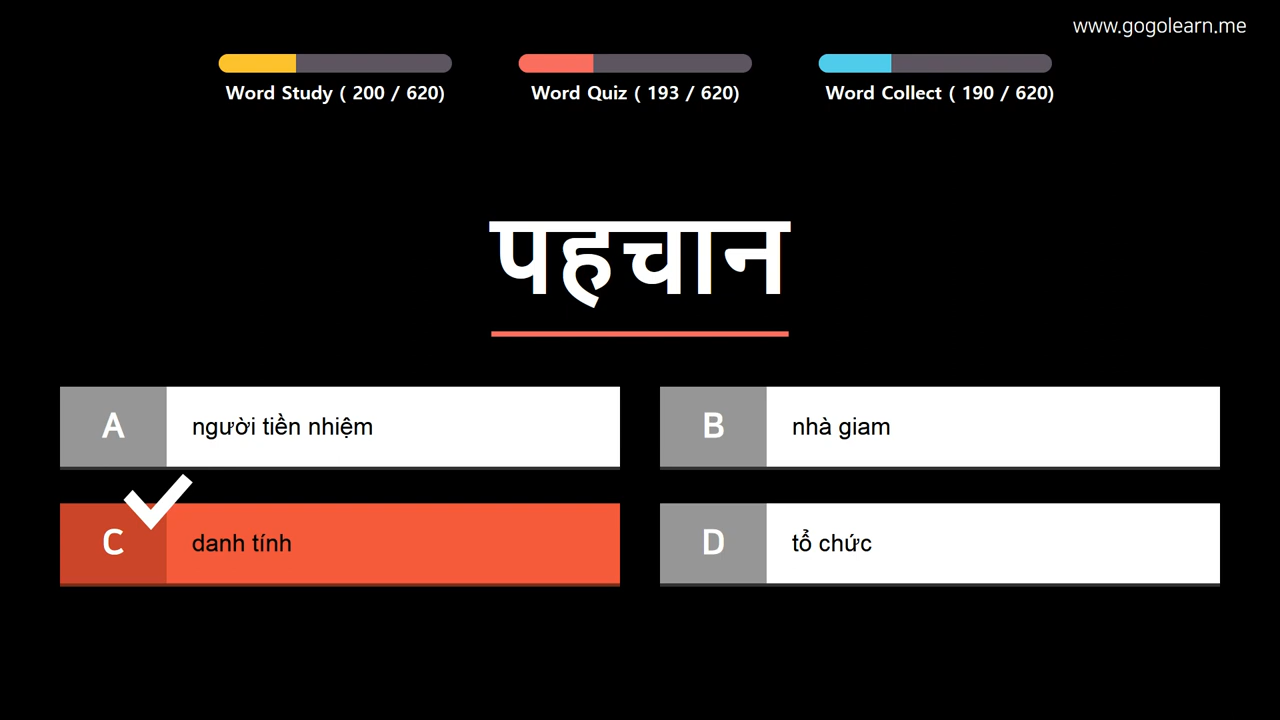 www.gogolearn.me
Word Study ( 200 / 620)
Word Quiz ( 193 / 620)
Word Collect ( 190 / 620)
पहचान
A
người tiền nhiệm
B
nhà giam
C
danh tính
D
tổ chức